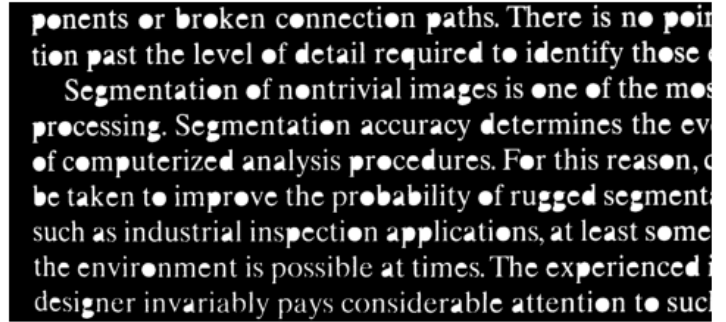 ponents or broken connection paths. There is no poin
tion past the level of detail required to identify those
Segmentation of nontrivial images is one of the mos
processing. Segmentation accuracy determines the ev
of computerized analysis procedures. For this reason,
be taken to improve the probability of rugged segment
such as industrial inspection applications, at least some
the environment is possible at times. The experienced
designer invariably pays considerable attention to suc